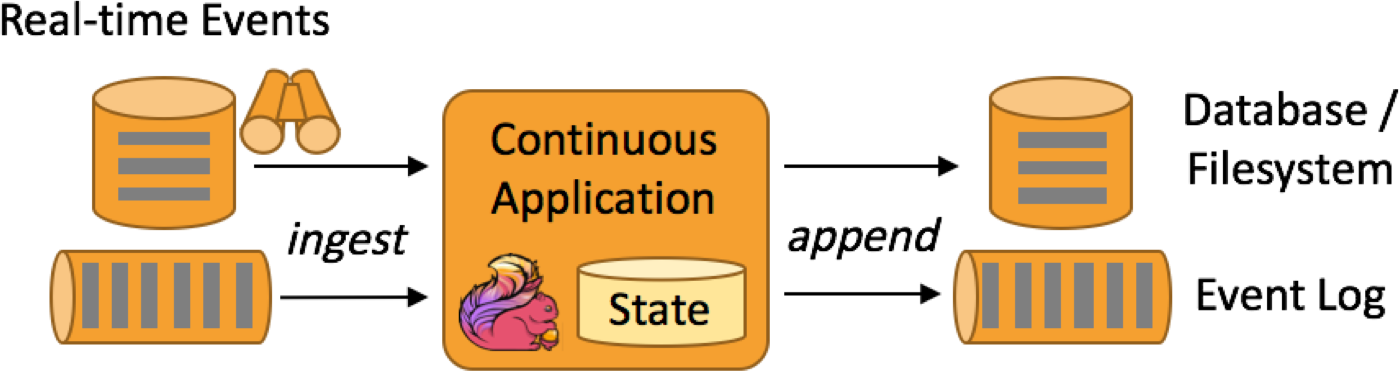 Real-time Events
ingest
Continuous
Application
State
append
Database /
Filesystem
Event Log